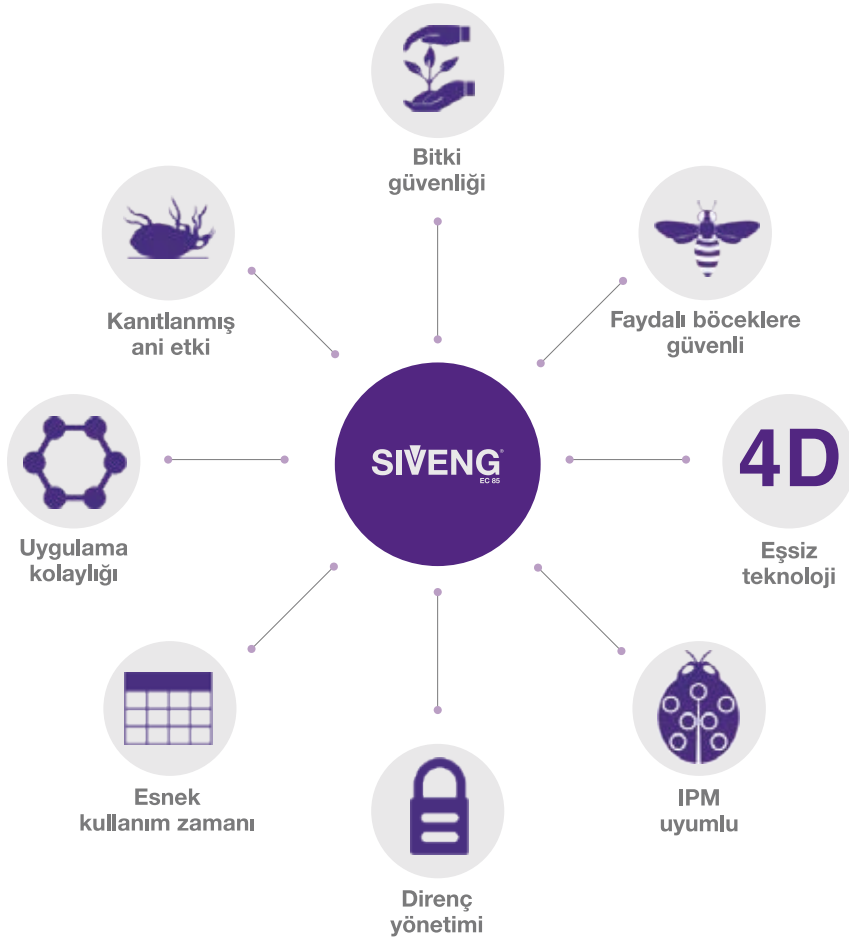 Bitki
güvenliği
Faydalı böceklere
güvenli
4D
Eşsiz
teknoloji
IPM
uyumlu
Direnç
yönetimi
Esnek
kullanım zamanı
Uygulama
kolaylığı
Kanıtlanmış
ani etki
SIVENG®
EC 85